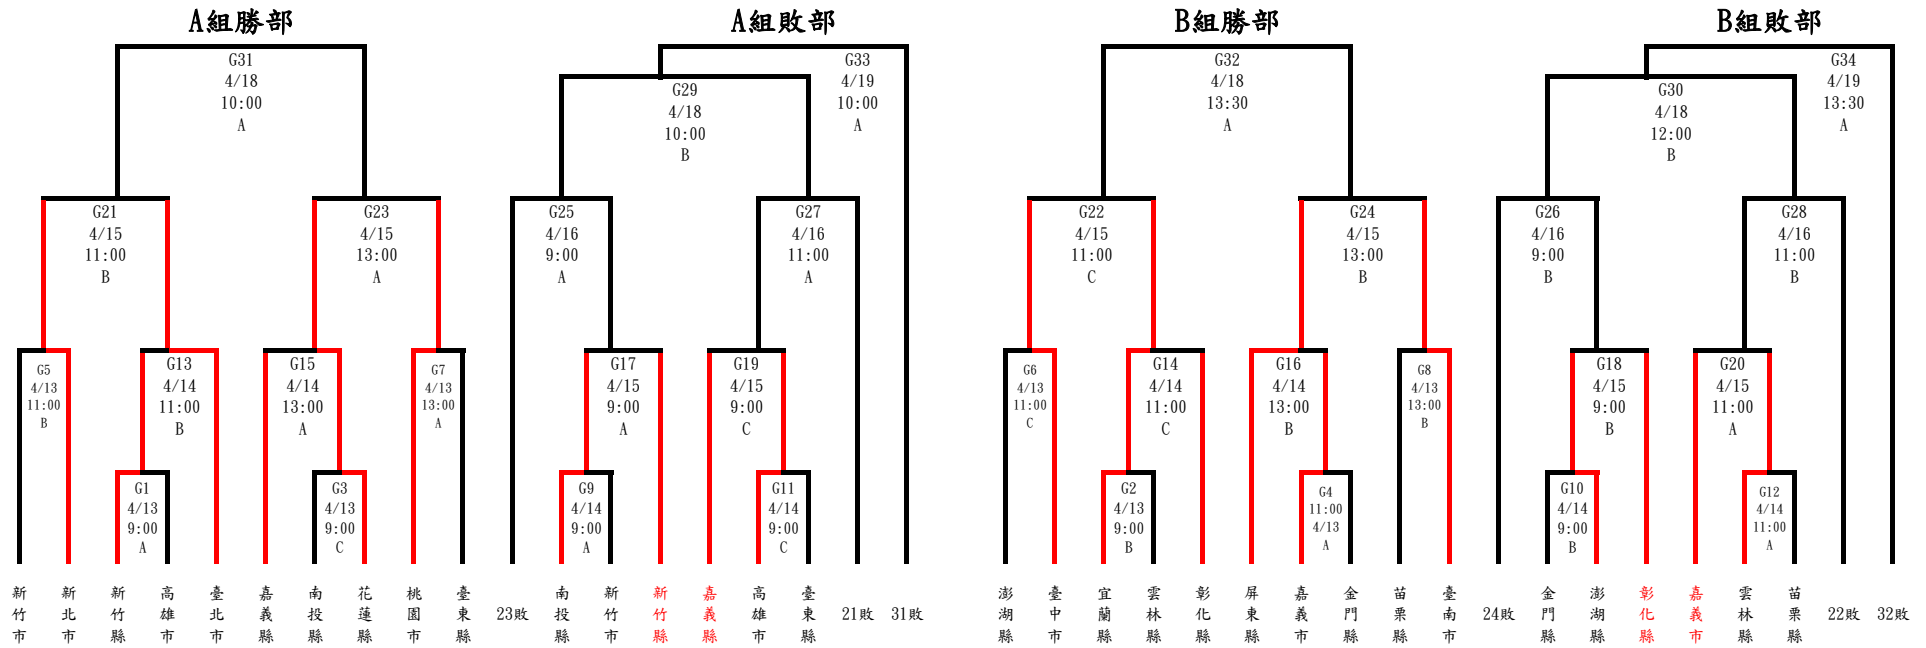 A組勝部
A組敗部
B組勝部
B組敗部
G31
4/18
10:00
A
G33
4/19
10:00
A
G29
4/18
10:00
B
G32
4/18
13:30
A
G34
4/19
13:30
A
G30
4/18
12:00
B
G21
4/15
11:00
B
G23
4/15
13:00
A
G25
4/16
9:00
A
G27
4/16
11:00
A
G22
4/15
11:00
C
G24
4/15
13:00
B
G26
4/16
9:00
B
G28
4/16
11:00
B
G5
4/13
11:00
B
G13
4/14
11:00
B
G15
4/14
13:00
A
G7
4/13
13:00
A
G17
4/15
9:00
A
G19
4/15
9:00
C
G6
4/13
11:00
C
G14
4/14
11:00
C
G16
4/14
13:00
B
G8
4/13
13:00
B
G18
4/15
9:00
B
G20
4/15
11:00
A
G1
4/13
9:00
A
G3
4/13
9:00
C
G9
4/14
9:00
A
G11
4/14
9:00
C
G2
4/13
9:00
B
G4
11:00
4/13
A
G10
4/14
9:00
B
G12
4/14
11:00
A
新竹市
新北市
新竹縣
高雄市
臺北市
嘉義縣
南投縣
花蓮縣
桃園市
臺東縣
23敗
南投縣
新竹市
新竹縣
嘉義縣
高雄市
臺東縣
21敗
31敗
澎湖縣
臺中市
宜蘭縣
雲林縣
彰化縣
屏東縣
嘉義市
金門縣
苗栗縣
臺南市
24敗
金門縣
澎湖縣
彰化縣
嘉義市
雲林縣
苗栗縣
22敗
32敗